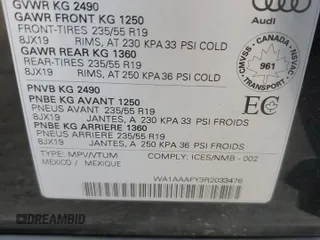 GVWR KG 2490
GAWR FRONT KG 1250
FRONT-TIRES 235/55 R19
8JX19 RIMS, AT 230 KPA/33 PSI COLD
GAWR REAR KG 1360
REAR-TIRES 235/55 R19
8JX19 RIMS, AT 250 KPA/36 PSI COLD
PNVB KG 2490
PNBE KG AVANT 1250
PNEUS AVANT 235/55 R19
8JX19 JANTES, A 230 KPA/ 33 PSI FROIDS
PNBE KG ARRIERE 1360
PNEUS ARRIERE 235/55 R19
8JX19 JANTES, A 250 KPA/ 36 PSI FROIDS
TYPE: MPV/VTUM COMPLY: ICES/NMB - 002
MEXICO / MEXIQUE
WA1AAAFY3R2033476
Audi
CANADA
CMVSS - NSVAC
961
TRANSPORT
EC
DREAMBID